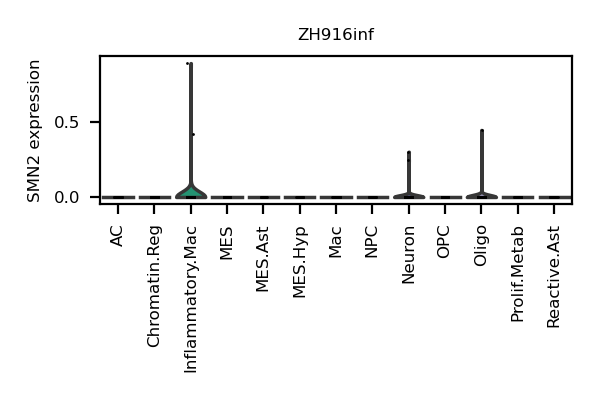 ZH916inf
SMN2 expression
0.5
0.0
AC
Chromatin.Reg
Inflammatory.Mac
MES
MES.Ast
MES.Hyp
Mac
NPC
Neuron
OPC
Oligo
Prolif.Metab
Reactive.Ast